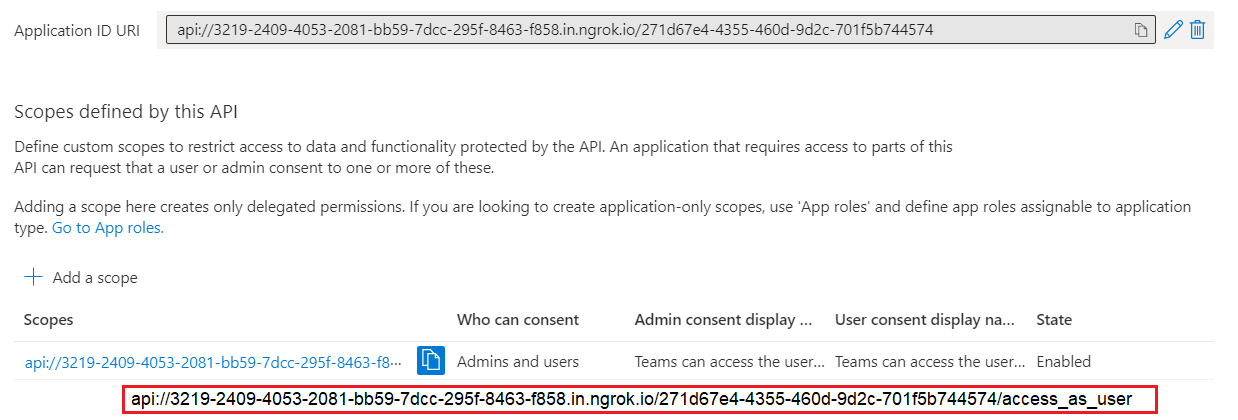 Application ID URI api://3219-2409-4053-2081-bb59-7dcc-295f-8463-f858.in.ngrok.io/271d67e4-4355-460d-9d2c-701f5b744574
Scopes defined by this API
Define custom scopes to restrict access to data and functionality protected by the API. An application that requires access to parts of this
API can request that a user or admin consent to one or more of these.
Adding a scope here creates only delegated permissions. If you are looking to create application-only scopes, use 'App roles' and define app roles assignable to application
type. Go to App roles.
Add a scope
Scopes Who can consent Admin consent display ... User consent display na... State
api://3219-2409-4053-2081-bb59-7dcc-295f-8463-f8··· Admins and users Teams can access the user... Teams can access the user... Enabled
api://3219-2409-4053-2081-bb59-7dcc-295f-8463-f858.in.ngrok.io/271d67e4-4355-460d-9d2c-701f5b744574/access_as_user